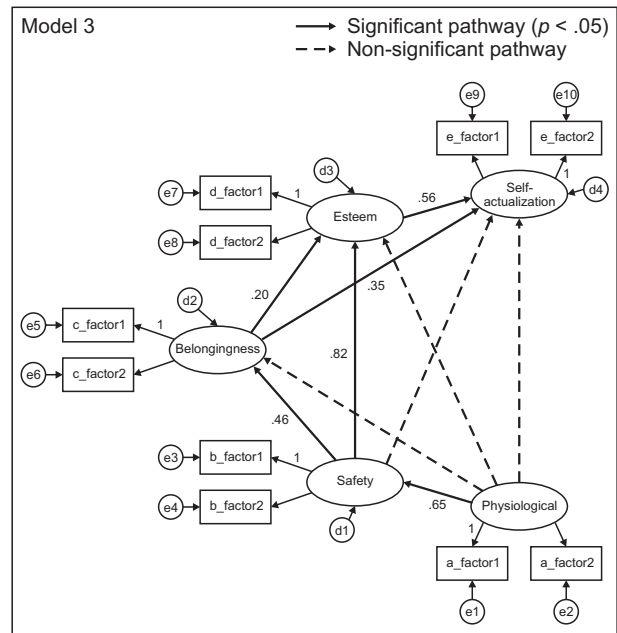 Model 3
Significant pathway (p < .05)
Non-significant pathway
e9
e10
e_factor1
e_factor2
1
Self-
actualization
d4
d3
e7
d_factor1
1
Esteem
.56
e8
d_factor2
.20
.35
d2
e5
c_factor1
1
Belongingness
e6
c_factor2
.82
.46
e3
b_factor1
1
Safety
e4
b_factor2
d1
.65
Physiological
1
a_factor1
a_factor2
e1
e2